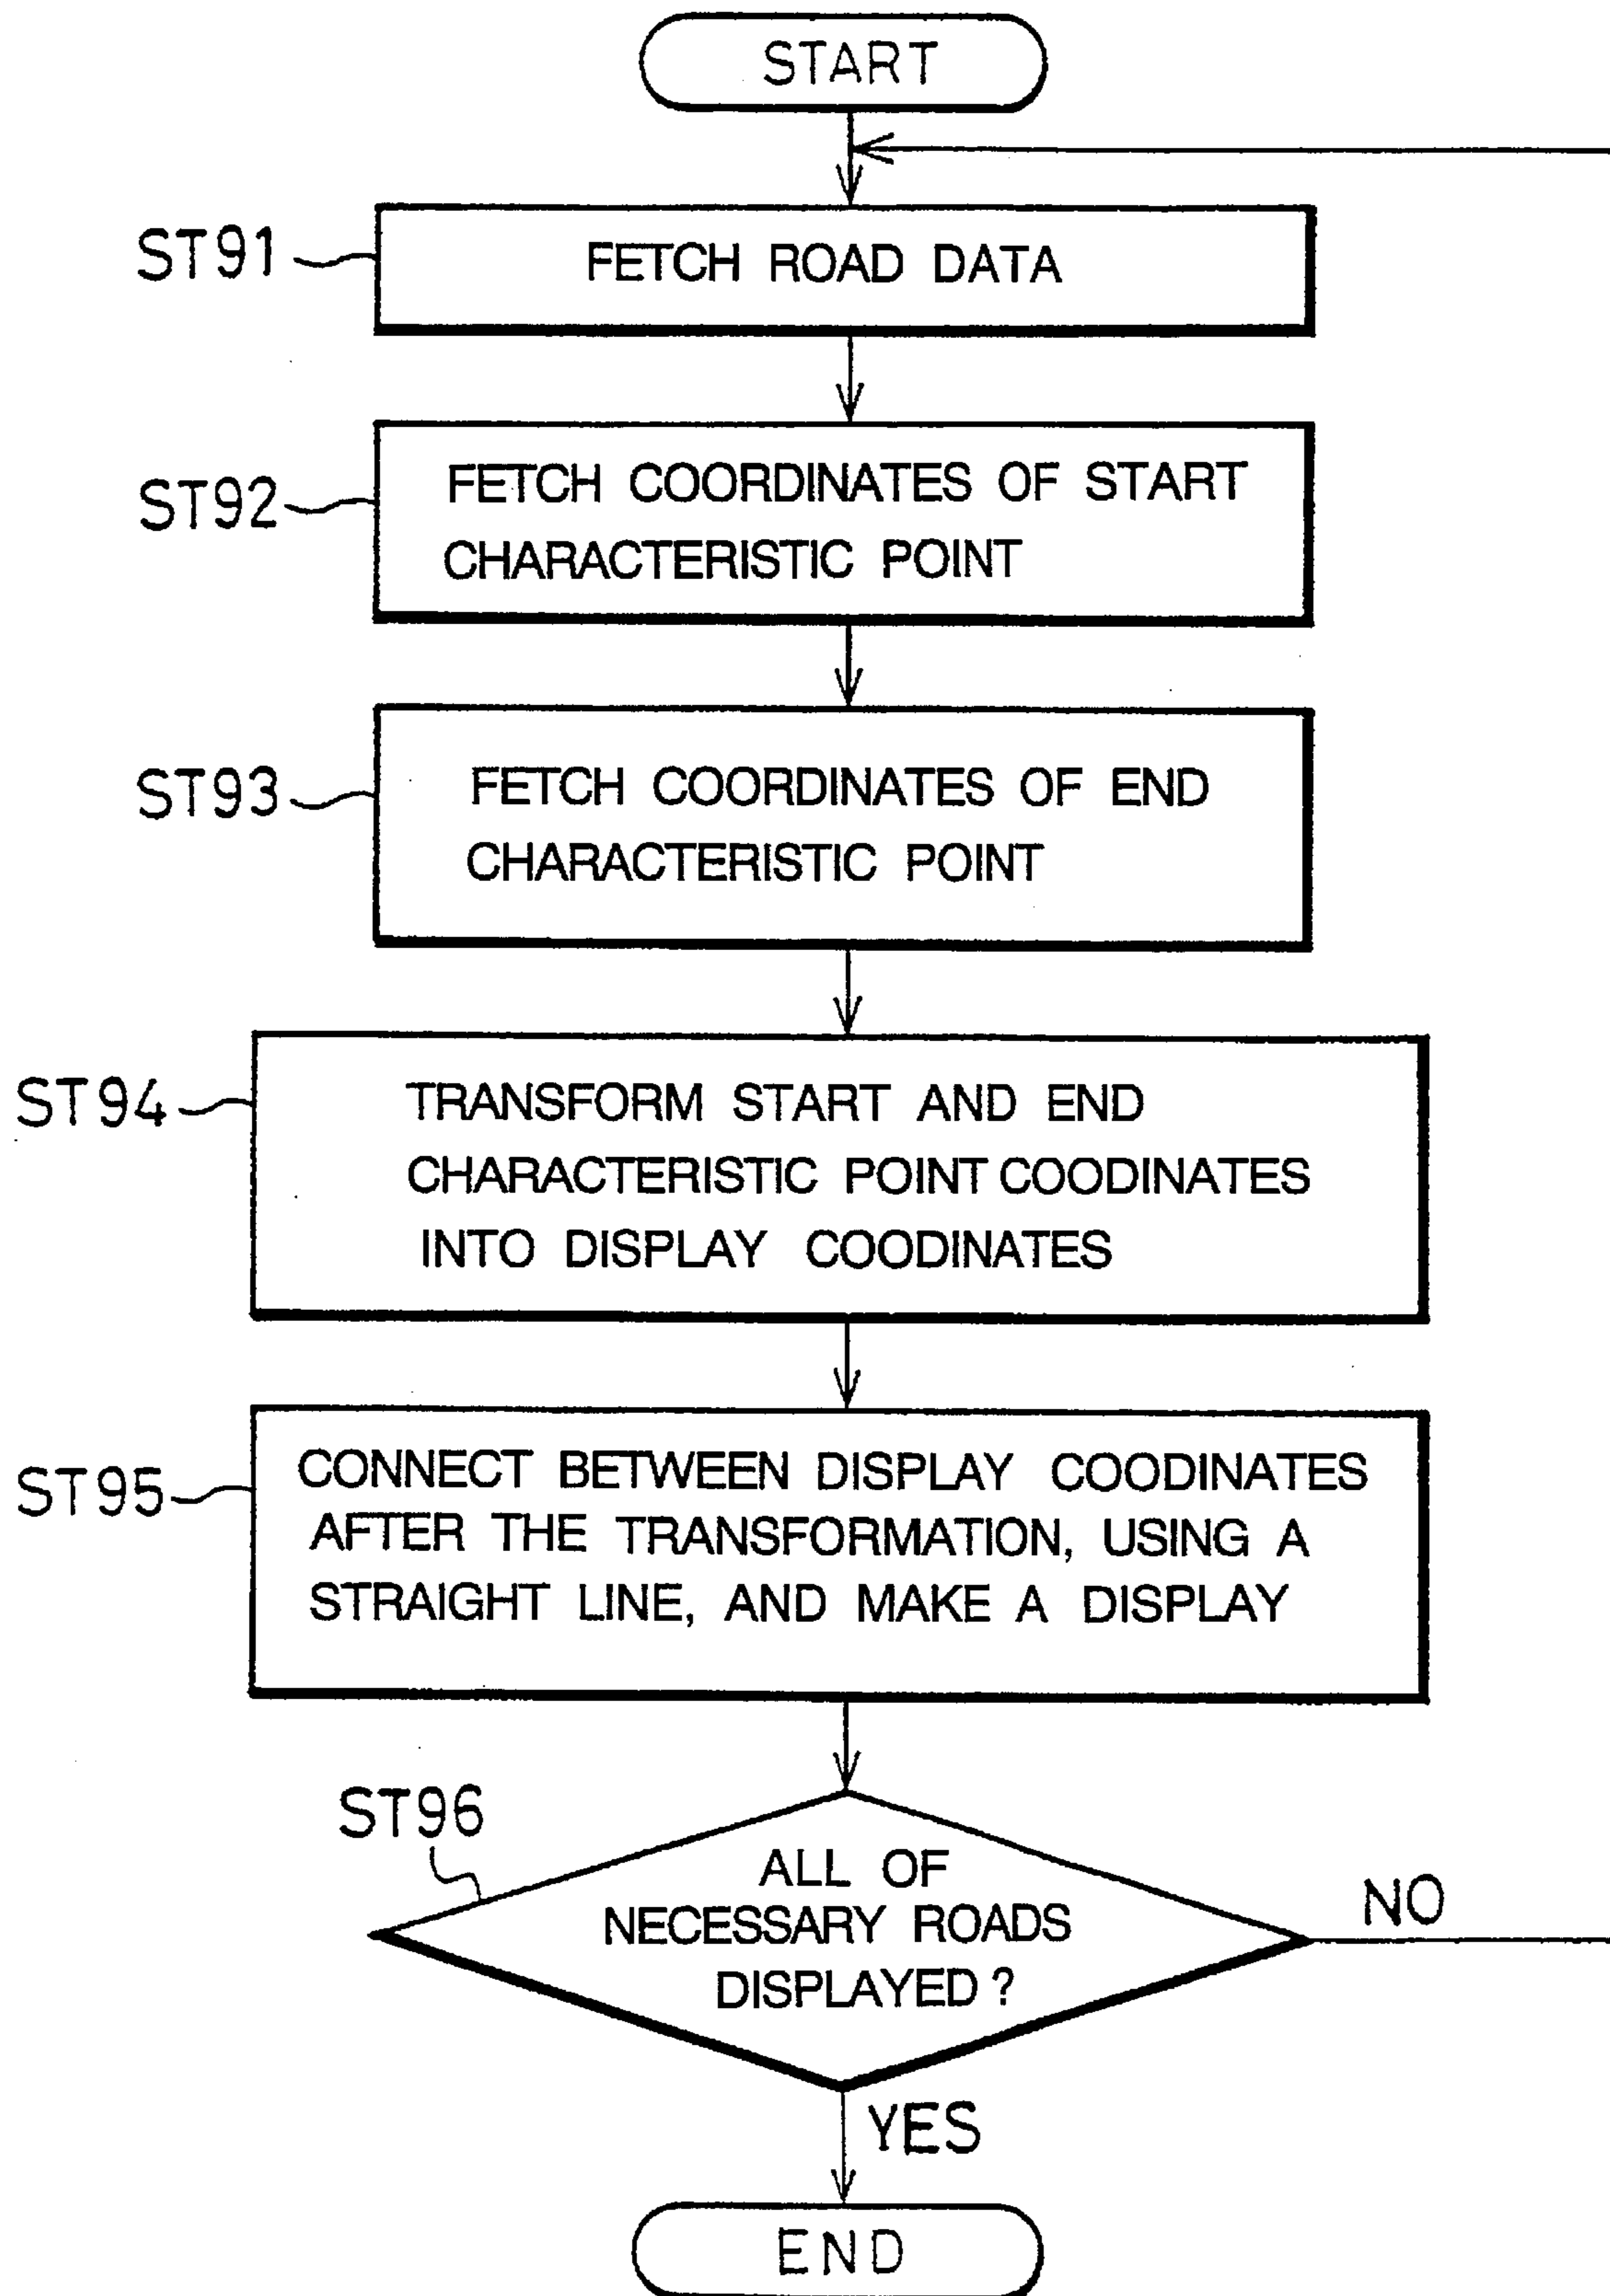 START
ST91
FETCH ROAD DATA
ST92
FETCH COORDINATES OF START
CHARACTERISTIC POINT
ST93
FETCH COORDINATES OF END
CHARACTERISTIC POINT
ST94
TRANSFORM START AND END
CHARACTERISTIC POINT COODINATES
INTO DISPLAY COODINATES
ST95
CONNECT BETWEEN DISPLAY COODINATES
AFTER THE TRANSFORMATION, USING A
STRAIGHT LINE, AND MAKE A DISPLAY
ST96
ALL OF
NECESSARY ROADS
DISPLAYED ?
NO
YES
END